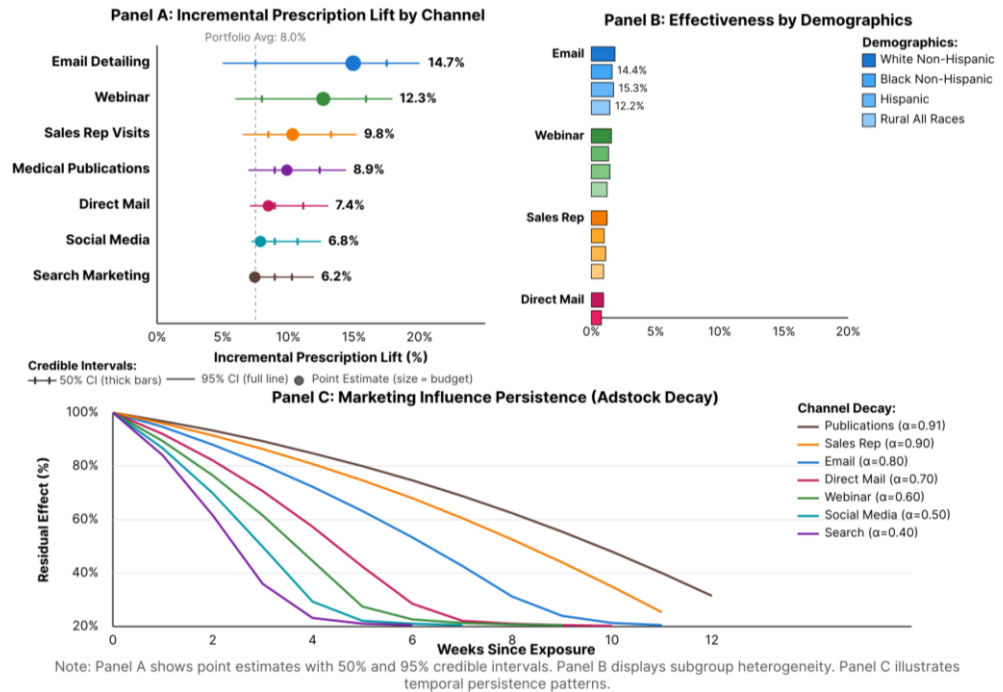 Panel A: Incremental Prescription Lift by Channel
Portfolio Avg: 8.0%
Email Detailing
14.7%
Webinar
12.3%
Sales Rep Visits
9.8%
Medical Publications
8.9%
Direct Mail
7.4%
Social Media
6.8%
Search Marketing
6.2%
0% 5% 10% 15% 20%
Incremental Prescription Lift (%)
Credible Intervals:
50% CI (thick bars) 95% CI (full line) Point Estimate (size ∝ budget)
Panel B: Effectiveness by Demographics
Email
14.4%
15.3%
12.2%
Webinar
Sales Rep
Direct Mail
0% 5% 10% 15% 20%
Demographics:
White Non-Hispanic
Black Non-Hispanic
Hispanic
Rural All Races
Panel C: Marketing Influence Persistence (Adstock Decay)
Residual Effect (%)
100%
80%
60%
40%
20%
0 2 4 6 8 10 12
Weeks Since Exposure
Channel Decay:
Publications (α=0.91)
Sales Rep (α=0.90)
Email (α=0.80)
Direct Mail (α=0.70)
Webinar (α=0.60)
Social Media (α=0.50)
Search (α=0.40)
Note: Panel A shows point estimates with 50% and 95% credible intervals. Panel B displays subgroup heterogeneity. Panel C illustrates
temporal persistence patterns.